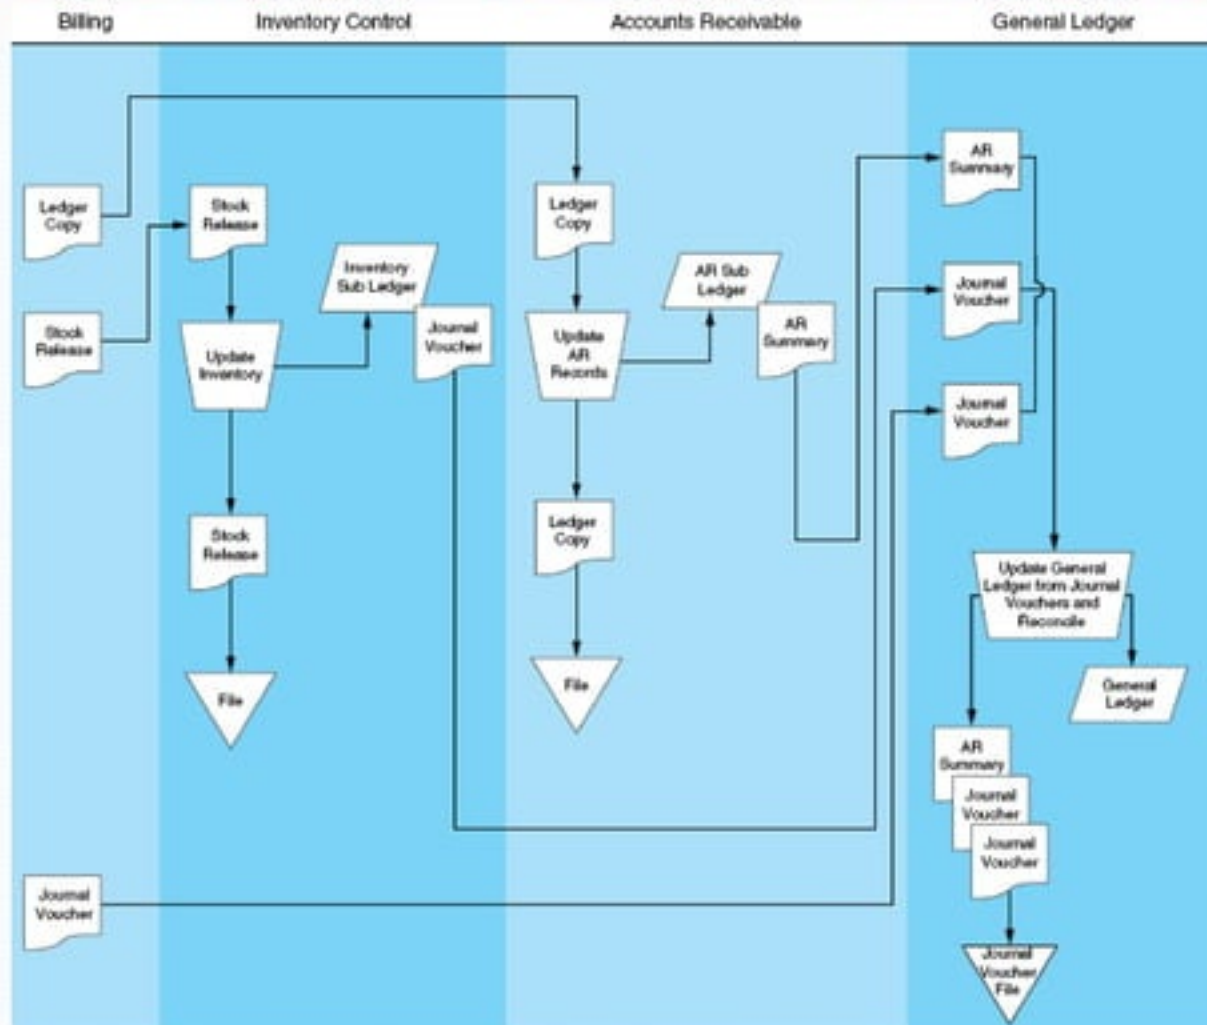 Billing
Inventory Control
Accounts Receivable
General Ledger
Ledger
Copy
Stock
Release
Journal
Voucher
Stock
Release
Update
Inventory
Inventory
Sub Ledger
Journal
Voucher
Stock
Release
File
Ledger
Copy
Update
AR
Records
AR Sub
Ledger
AR
Summary
Ledger
Copy
File
AR
Summary
Journal
Voucher
Journal
Voucher
Update General
Ledger from Journal
Vouchers and
Reconcile
General
Ledger
AR
Summary
Journal
Voucher
Journal
Voucher
Journal
Voucher
File